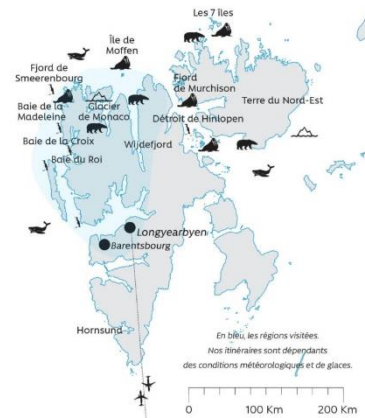 Les 7 îles
Île de
Moffen
Fjord de
Smeerenbourg
Fjord
de Murchison
Terre du Nord-Est
Baie de la
Madeleine
Glacier
de Monaco
Détroit de Hinlopen
Baie de la Croix
Wijdefjord
Baie du Roi
Longyearbyen
Barentsbourg
Hornsund
En bleu, les régions visitées.
Nos itinéraires sont dépendants
des conditions météorologiques et de glaces.
0 100 Km 200 Km